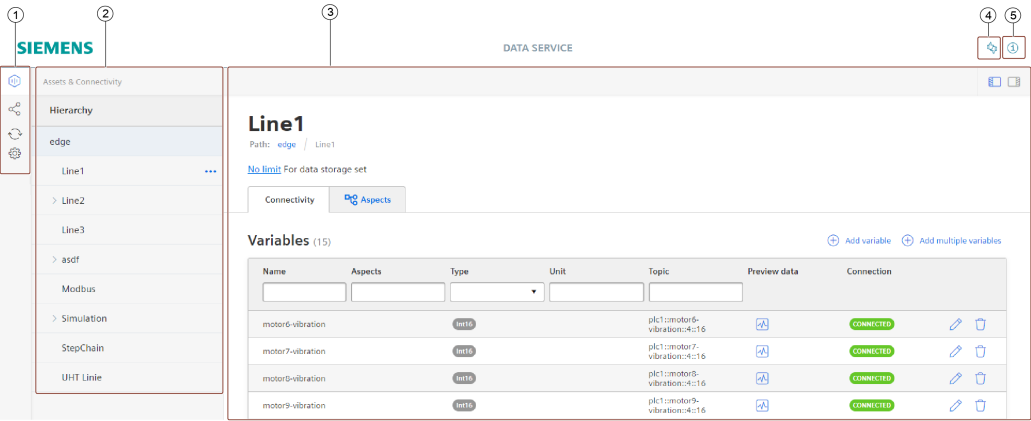 1 2 3 4 5
SIEMENS DATA SERVICE
Assets & Connectivity
Hierarchy
edge
Line1
Line2
Line3
asdf
Modbus
Simulation
StepChain
UHT Linie
Line1
Path: edge / Line1
No limit For data storage set
Connectivity Aspects
Variables (15) Add variable Add multiple variables
Name Aspects Type Unit Topic Preview data Connection
motor6-vibration Int16 plc1::motor6-
vibration::4::16 CONNECTED
motor7-vibration Int16 plc1::motor7-
vibration::4::16 CONNECTED
motor8-vibration Int16 plc1::motor8-
vibration::4::16 CONNECTED
motor9-vibration Int16 plc1::motor9-
vibration::4::16 CONNECTED